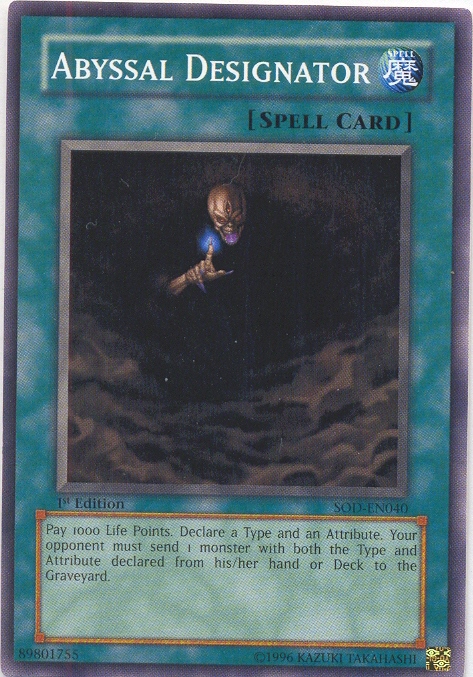 Abyssal Designator
SPELL
魔
[Spell Card]
1st Edition
SOD-EN040
Pay 1000 Life Points. Declare a Type and an Attribute. Your
opponent must send 1 monster with both the Type and
Attribute declared from his/her hand or Deck to the
Graveyard.
89801755
©1996 KAZUKI TAKAHASHI